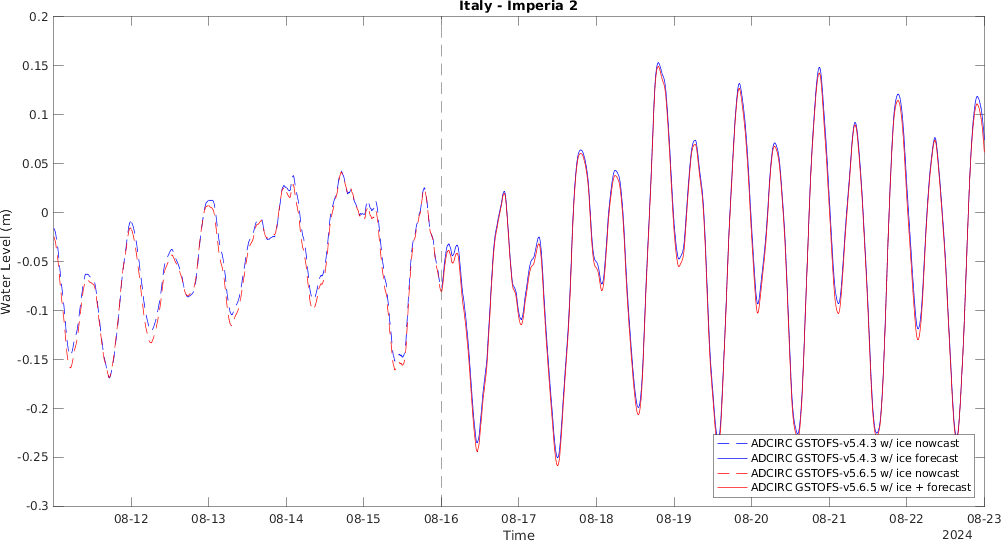 Italy - Imperia 2
0.2
0.15
0.1
0.05
0
-0.05
-0.1
-0.15
-0.2
-0.25
-0.3
Water Level (m)
ADCIRC GSTOFS-v5.4.3 w/ ice nowcast
ADCIRC GSTOFS-v5.4.3 w/ ice forecast
ADCIRC GSTOFS-v5.6.5 w/ ice nowcast
ADCIRC GSTOFS-v5.6.5 w/ ice + forecast
08-12 08-13 08-14 08-15 08-16 08-17 08-18 08-19 08-20 08-21 08-22 08-23
Time
2024